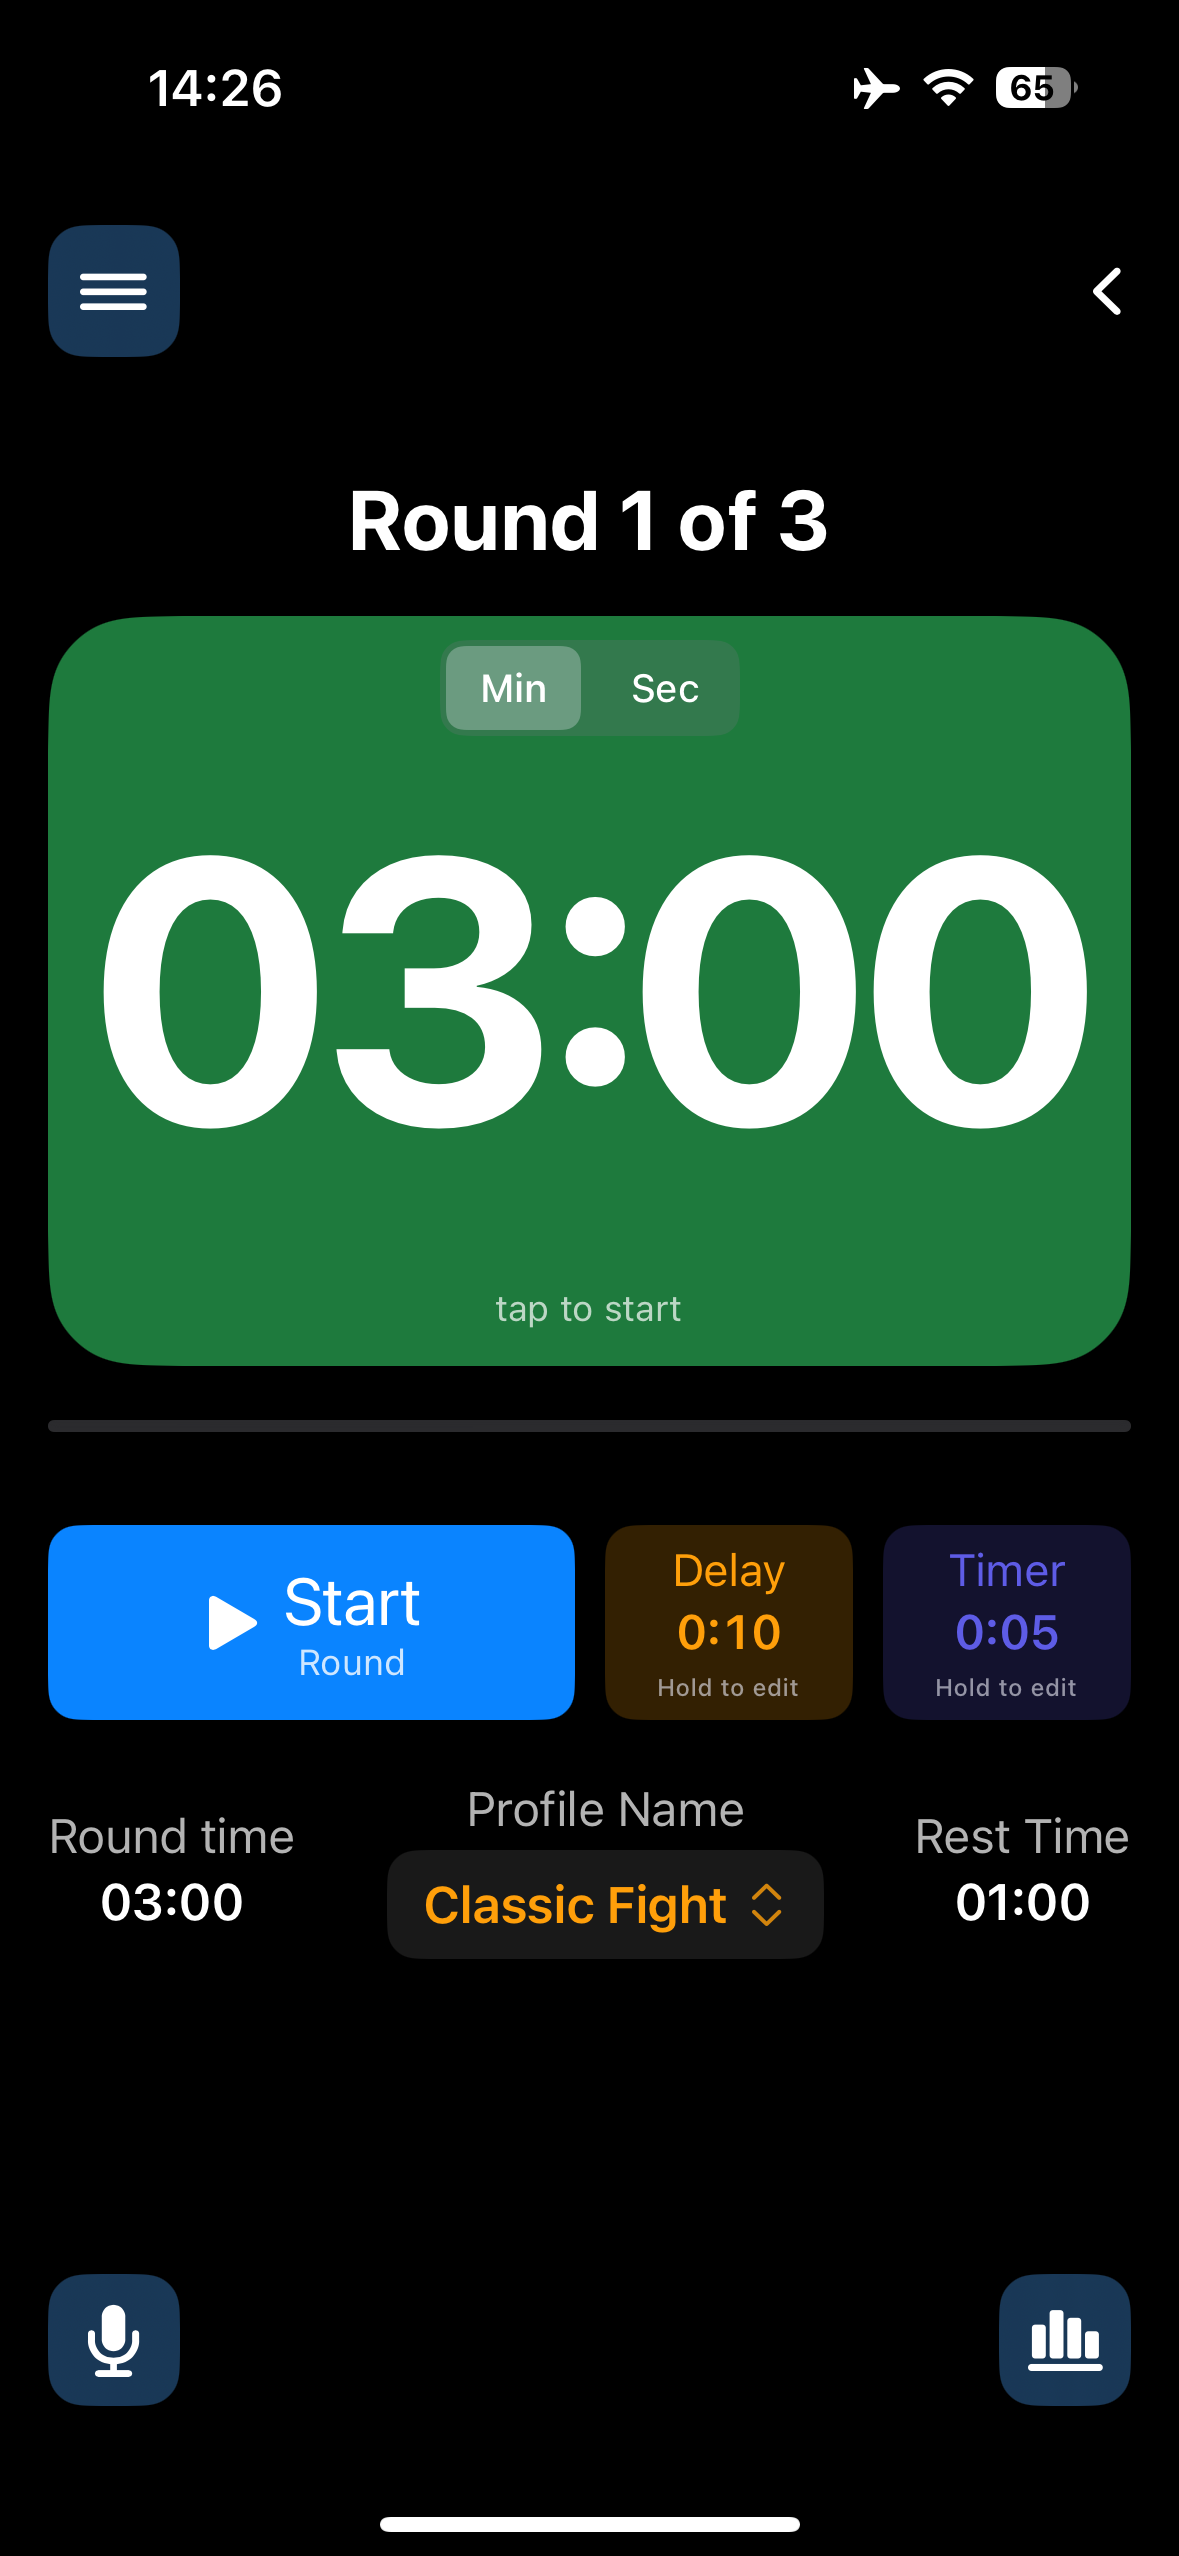 14:26
65
Round 1 of 3
Min Sec
03:00
tap to start
Start
Round
Delay
0:10
Hold to edit
Timer
0:05
Hold to edit
Round time
03:00
Profile Name
Classic Fight
Rest Time
01:00